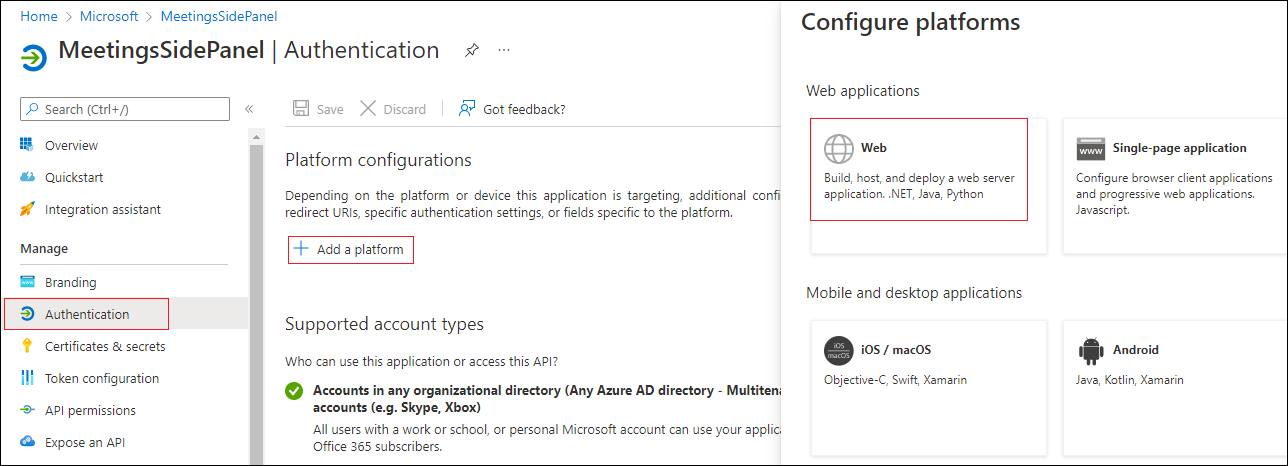 Home > Microsoft > MeetingsSidePanel
MeetingsSidePanel | Authentication
Search (Ctrl+/)
Overview
Quickstart
Integration assistant
Manage
Branding
Authentication
Certificates & secrets
Token configuration
API permissions
Expose an API
Save
Discard
Got feedback?
Platform configurations
Depending on the platform or device this application is targeting, additional confi
redirect URIs, specific authentication settings, or fields specific to the platform.
Add a platform
Supported account types
Who can use this application or access this API?
Accounts in any organizational directory (Any Azure AD directory - Multitena
accounts (e.g. Skype, Xbox)
All users with a work or school, or personal Microsoft account can use your applica
Office 365 subscribers.
Configure platforms
Web applications
Web
Build, host, and deploy a web server
application. .NET, Java, Python
WWW
Single-page application
Configure browser client applications
and progressive web applications.
Javascript.
Mobile and desktop applications
iOS
macOS
iOS / macOS
Objective-C, Swift, Xamarin
Android
Java, Kotlin, Xamarin